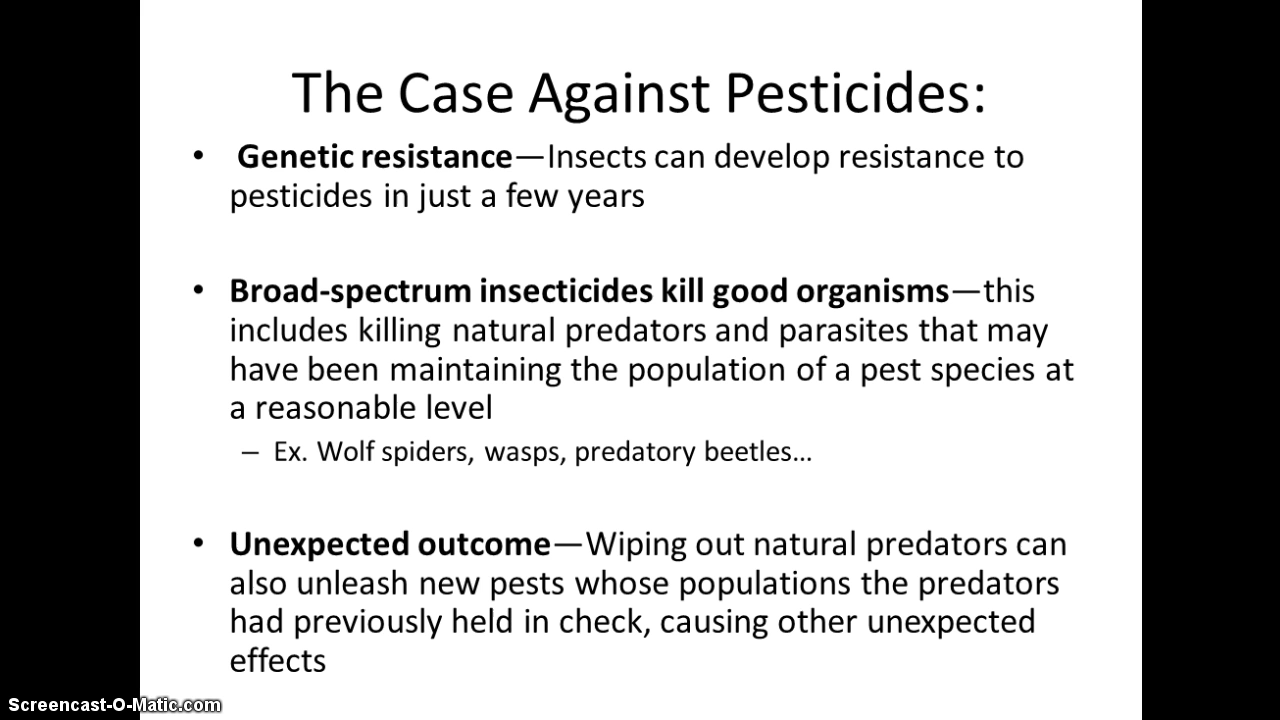 The Case Against Pesticides:
• Genetic resistance—Insects can develop resistance to
pesticides in just a few years
• Broad-spectrum insecticides kill good organisms—this
includes killing natural predators and parasites that may
have been maintaining the population of a pest species at
a reasonable level
– Ex. Wolf spiders, wasps, predatory beetles…
• Unexpected outcome—Wiping out natural predators can
also unleash new pests whose populations the predators
had previously held in check, causing other unexpected
effects
Screencast-O-Matic.com